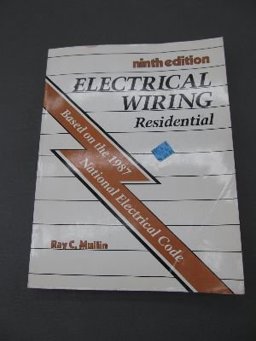 ninth edition
ELECTRICAL
WIRING
Residential
Based on the 1987
National Electrical Code
Ray C. Mullin